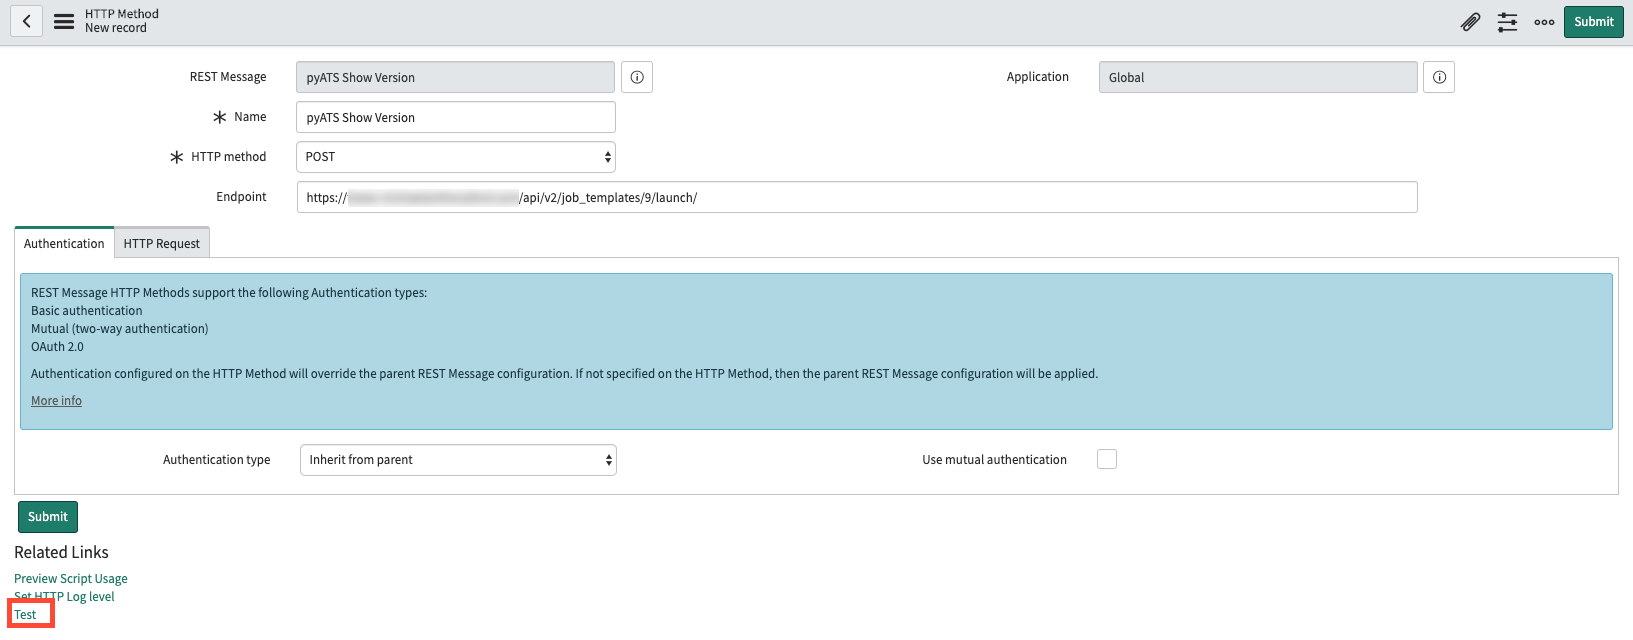 HTTP Method
New record
Submit
REST Message
pyATS Show Version
Application
Global
Name
pyATS Show Version
HTTP method
POST
Endpoint
https:// /api/v2/job_templates/9/launch/
Authentication
HTTP Request
REST Message HTTP Methods support the following Authentication types:
Basic authentication
Mutual (two-way authentication)
OAuth 2.0
Authentication configured on the HTTP Method will override the parent REST Message configuration. If not specified on the HTTP Method, then the parent REST Message configuration will be applied.
More info
Authentication type
Inherit from parent
Use mutual authentication
Submit
Related Links
Preview Script Usage
Set HTTP Log level
Test